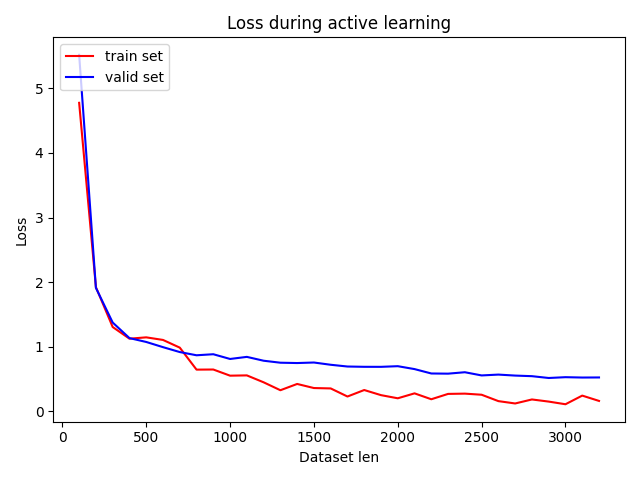 Loss during active learning
train set
valid set
5
4
3
2
1
0
Loss
0 500 1000 1500 2000 2500 3000
Dataset len